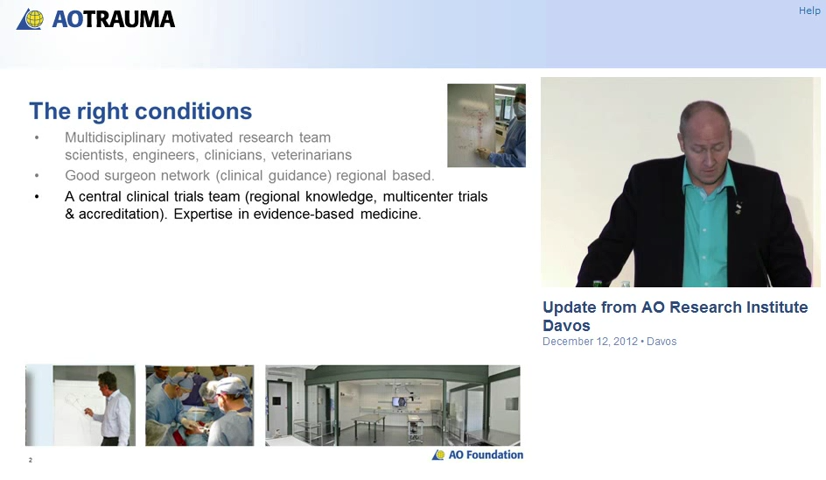 Help
AOTRAUMA
The right conditions
• Multidisciplinary motivated research team
scientists, engineers, clinicians, veterinarians
• Good surgeon network (clinical guidance) regional based.
• A central clinical trials team (regional knowledge, multicenter trials
& accreditation). Expertise in evidence-based medicine.
Update from AO Research Institute
Davos
December 12, 2012 • Davos
AO Foundation
2